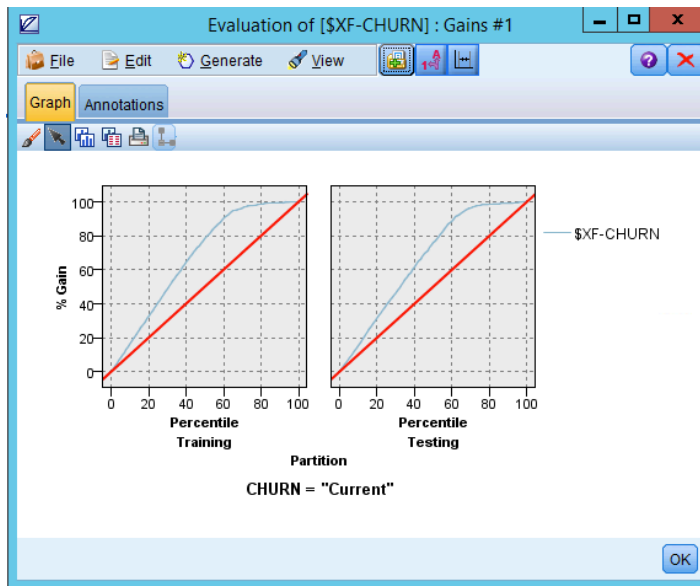 Evaluation of [$XF-CHURN] : Gains #1
File Edit Generate View
Graph Annotations
% Gain
100
80
60
40
20
0
0 20 40 60 80 100
Percentile
Training
0 20 40 60 80 100
Percentile
Testing
$XF-CHURN
Partition
CHURN = "Current"
OK